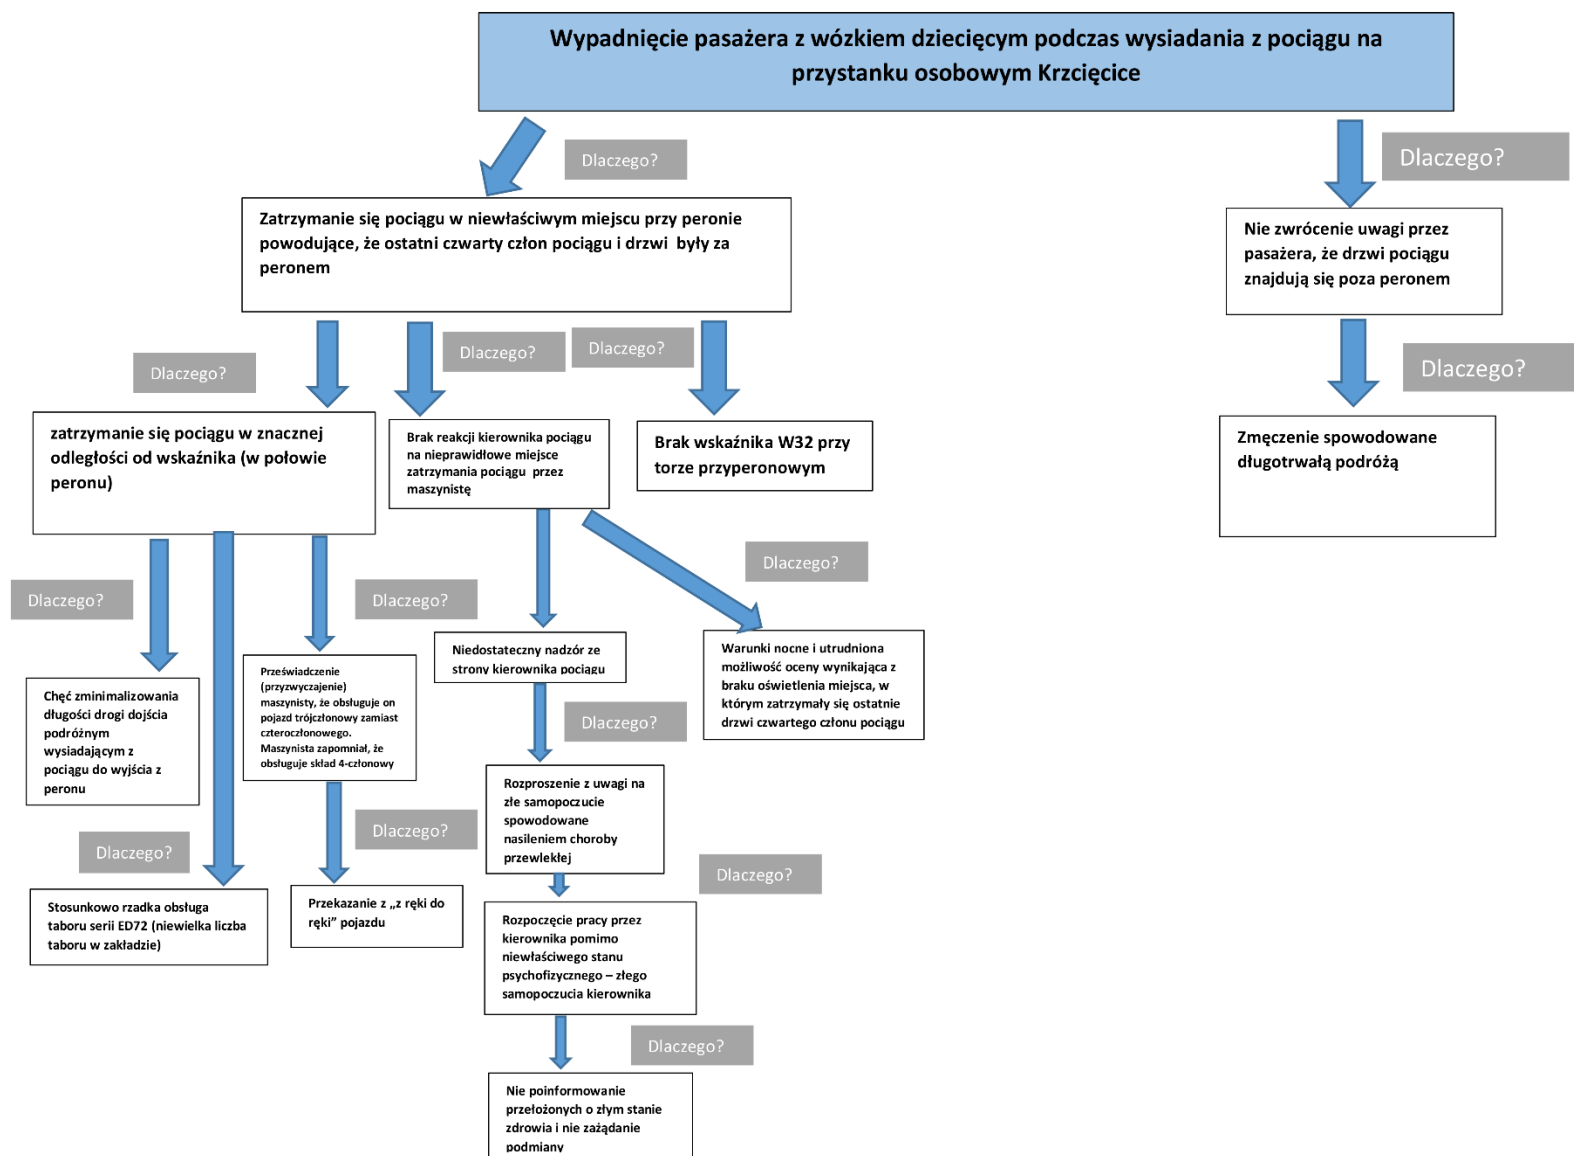 Wypadnięcie pasażera z wózkiem dziecięcym podczas wysiadania z pociągu na
przystanku osobowym Krzcięcice
Dlaczego?
Dlaczego?
Zatrzymanie się pociągu w niewłaściwym miejscu przy peronie
powodujące, że ostatni czwarty człon pociągu i drzwi były za
peronem
Nie zwrócenie uwagi przez
pasażera, że drzwi pociągu
znajdują się poza peronem
Dlaczego?
Dlaczego?
Dlaczego?
Dlaczego?
zatrzymanie się pociągu w znacznej
odległości od wskaźnika (w połowie
peronu)
Brak reakcji kierownika pociągu
na nieprawidłowe miejsce
zatrzymania pociągu przez
maszynistę
Brak wskaźnika W32 przy
torze przyperonowym
Zmęczenie spowodowane
długotrwałą podróżą
Dlaczego?
Dlaczego?
Dlaczego?
Chęć zminimalizowania
długości drogi dojścia
podróżnym
wysiadającym z
pociągu do wyjścia z
peronu
Przeświadczenie
(przyzwyczajenie)
maszynisty, że obsługuje on
pojazd trójczłonowy zamiast
czteroczłonowego.
Maszynista zapomniał, że
obsługuje skład 4-członowy
Niedostateczny nadzór ze
strony kierownika pociągu
Warunki nocne i utrudniona
możliwość oceny wynikająca z
braku oświetlenia miejsca, w
którym zatrzymały się ostatnie
drzwi czwartego członu pociągu
Dlaczego?
Dlaczego?
Dlaczego?
Rozproszenie z uwagi na
złe samopoczucie
spowodowane
nasileniem choroby
przewlekłej
Dlaczego?
Stosunkowo rzadka obsługa
taboru serii ED72 (niewielka liczba
taboru w zakładzie)
Przekazanie z „z ręki do
ręki” pojazdu
Rozpoczęcie pracy przez
kierownika pomimo
niewłaściwego stanu
psychofizycznego – złego
samopoczucia kierownika
Dlaczego?
Nie poinformowanie
przełożonych o złym stanie
zdrowia i nie zażądanie
podmiany